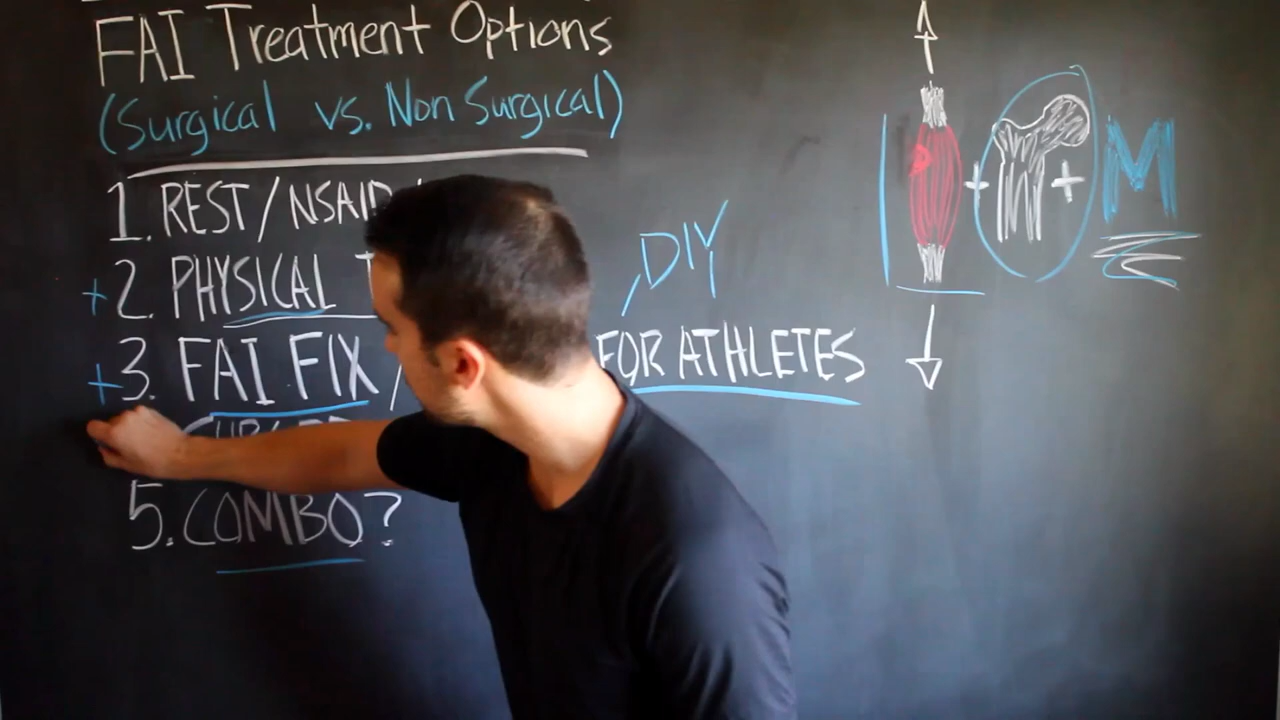 FAI Treatment Options
(Surgical vs. Non Surgical)
1. REST/NSAID
+2. PHYSICAL T
DIY
+3. FAI FIX / FOR ATHLETES
5. COMBO?
+ + M